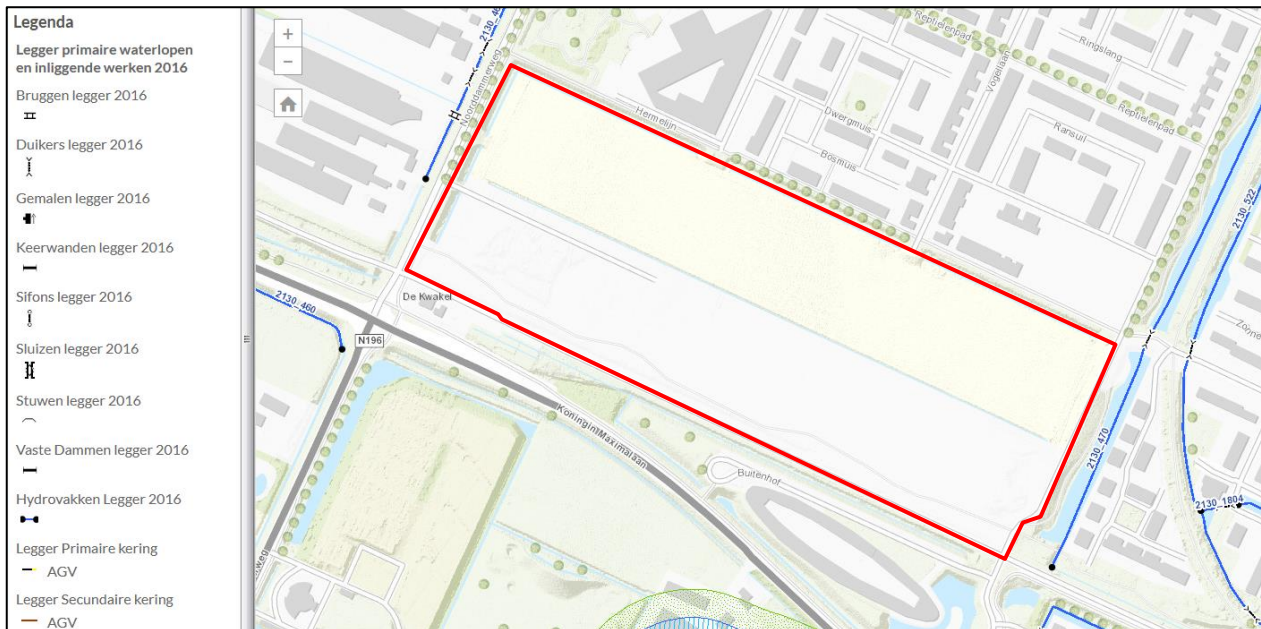 Legenda
Legger primaire waterlopen
en inliggende werken 2016
Bruggen legger 2016
Duikers legger 2016
Gemalen legger 2016
Keerwanden legger 2016
Sifons legger 2016
Sluizen legger 2016
Stuwen legger 2016
Vaste Dammen legger 2016
Hydrovakken Legger 2016
Legger Primaire kering
AGV
Legger Secundaire kering
AGV
+
−
Noorddammerweg
Hermelijn
Dwergmuis
Bosmuis
Vogellaan
Reptielenpad
Ringslang
Ransuil
Reptielenpad
2130_522
2130_470
2130_1804
2130_460
De Kwakel
N196
Koningin Maximalaan
Buitenhof